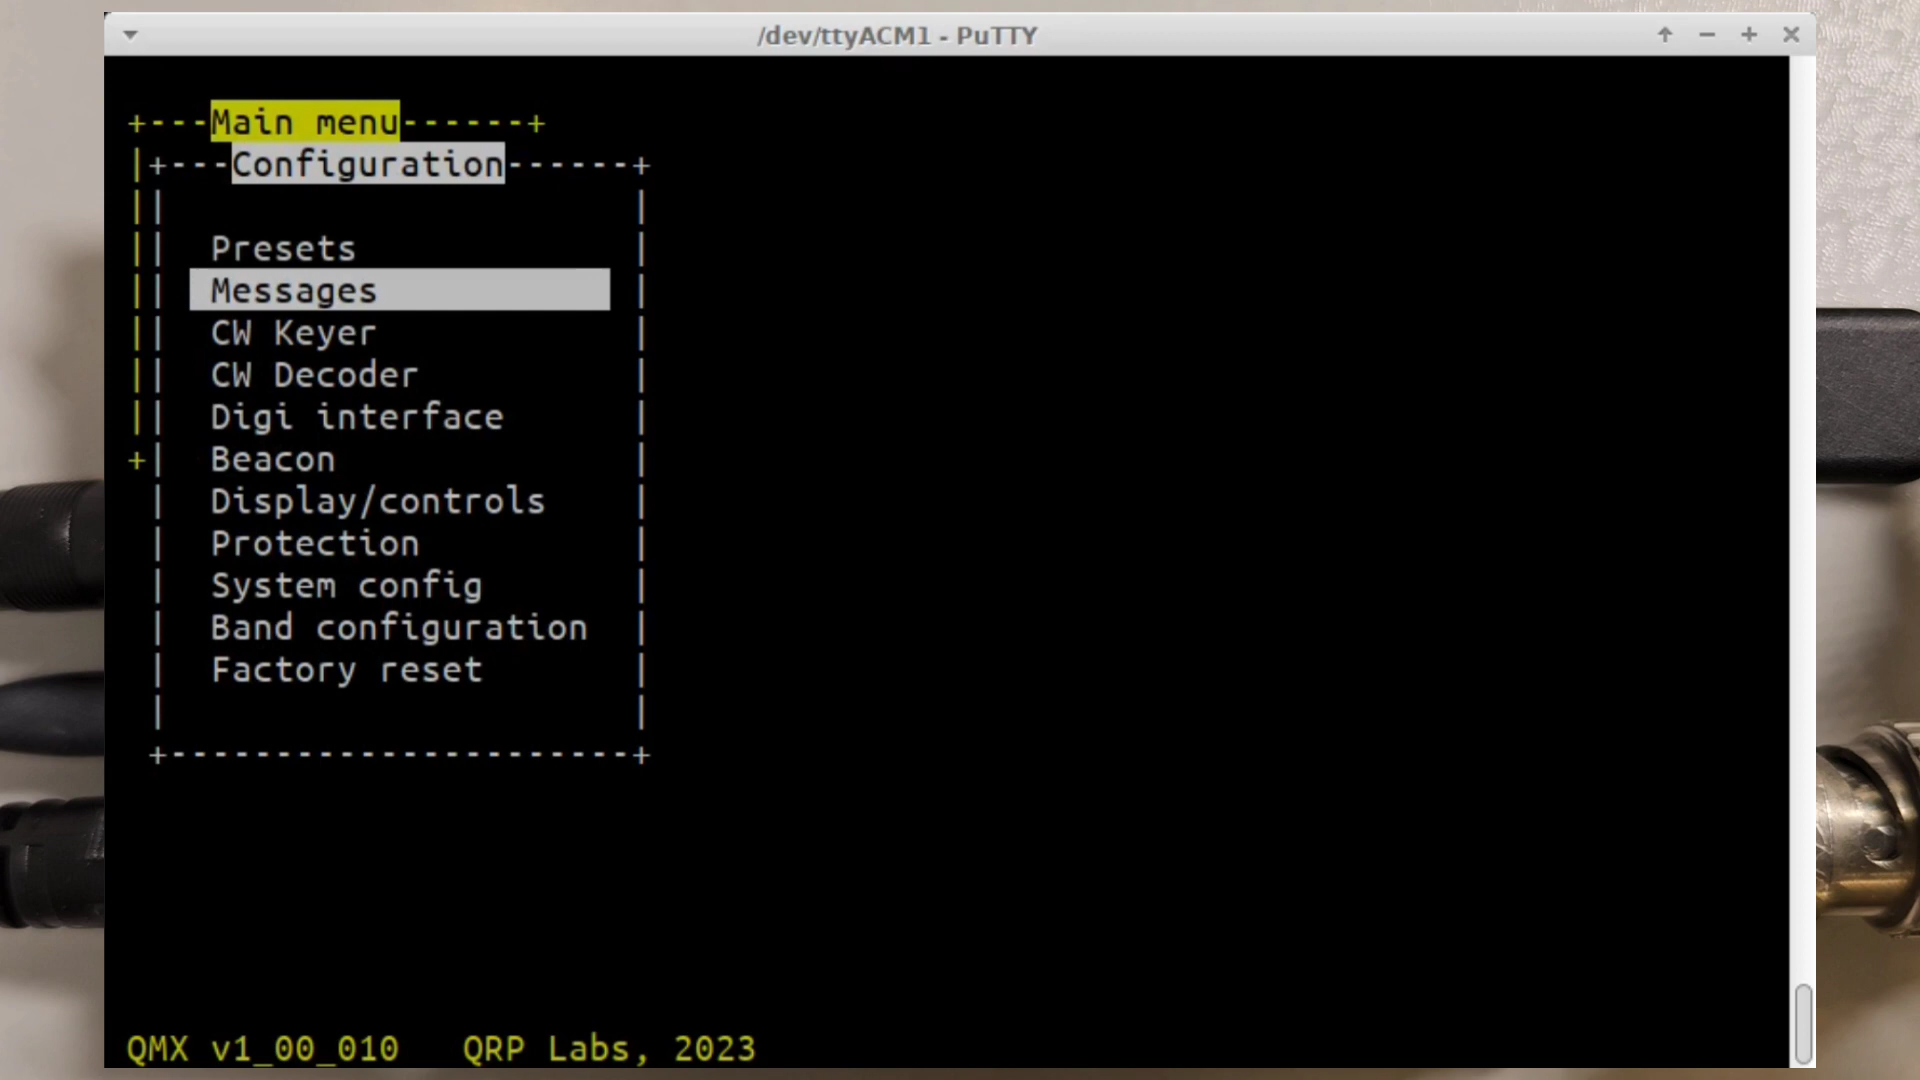 /dev/ttyACM1 - PuTTY
+---Main menu------+
|+---Configuration------+
|| |
|| Presets |
|| Messages |
|| CW Keyer |
|| CW Decoder |
|| Digi interface |
+| Beacon |
| Display/controls |
| Protection |
| System config |
| Band configuration |
| Factory reset |
| |
+----------------------+
QMX v1_00_010 QRP Labs, 2023